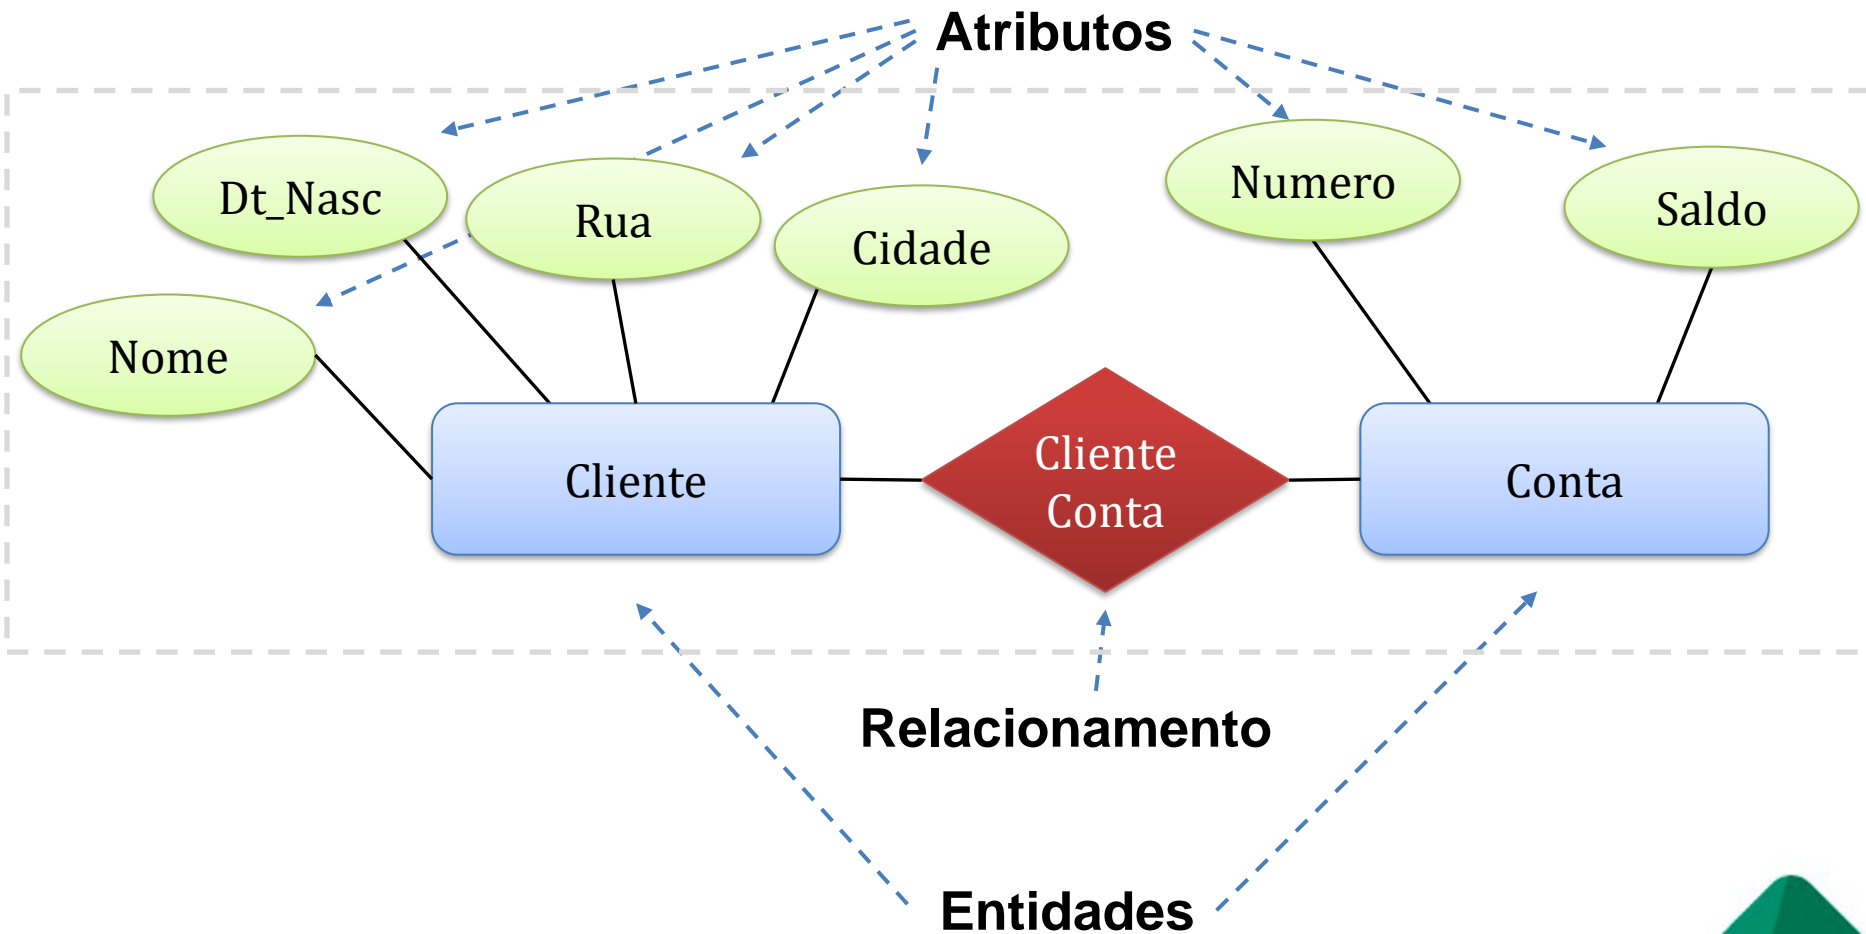 Atributos
Dt_Nasc
Rua
Cidade
Numero
Saldo
Nome
Cliente
Cliente
Conta
Conta
Relacionamento
Entidades